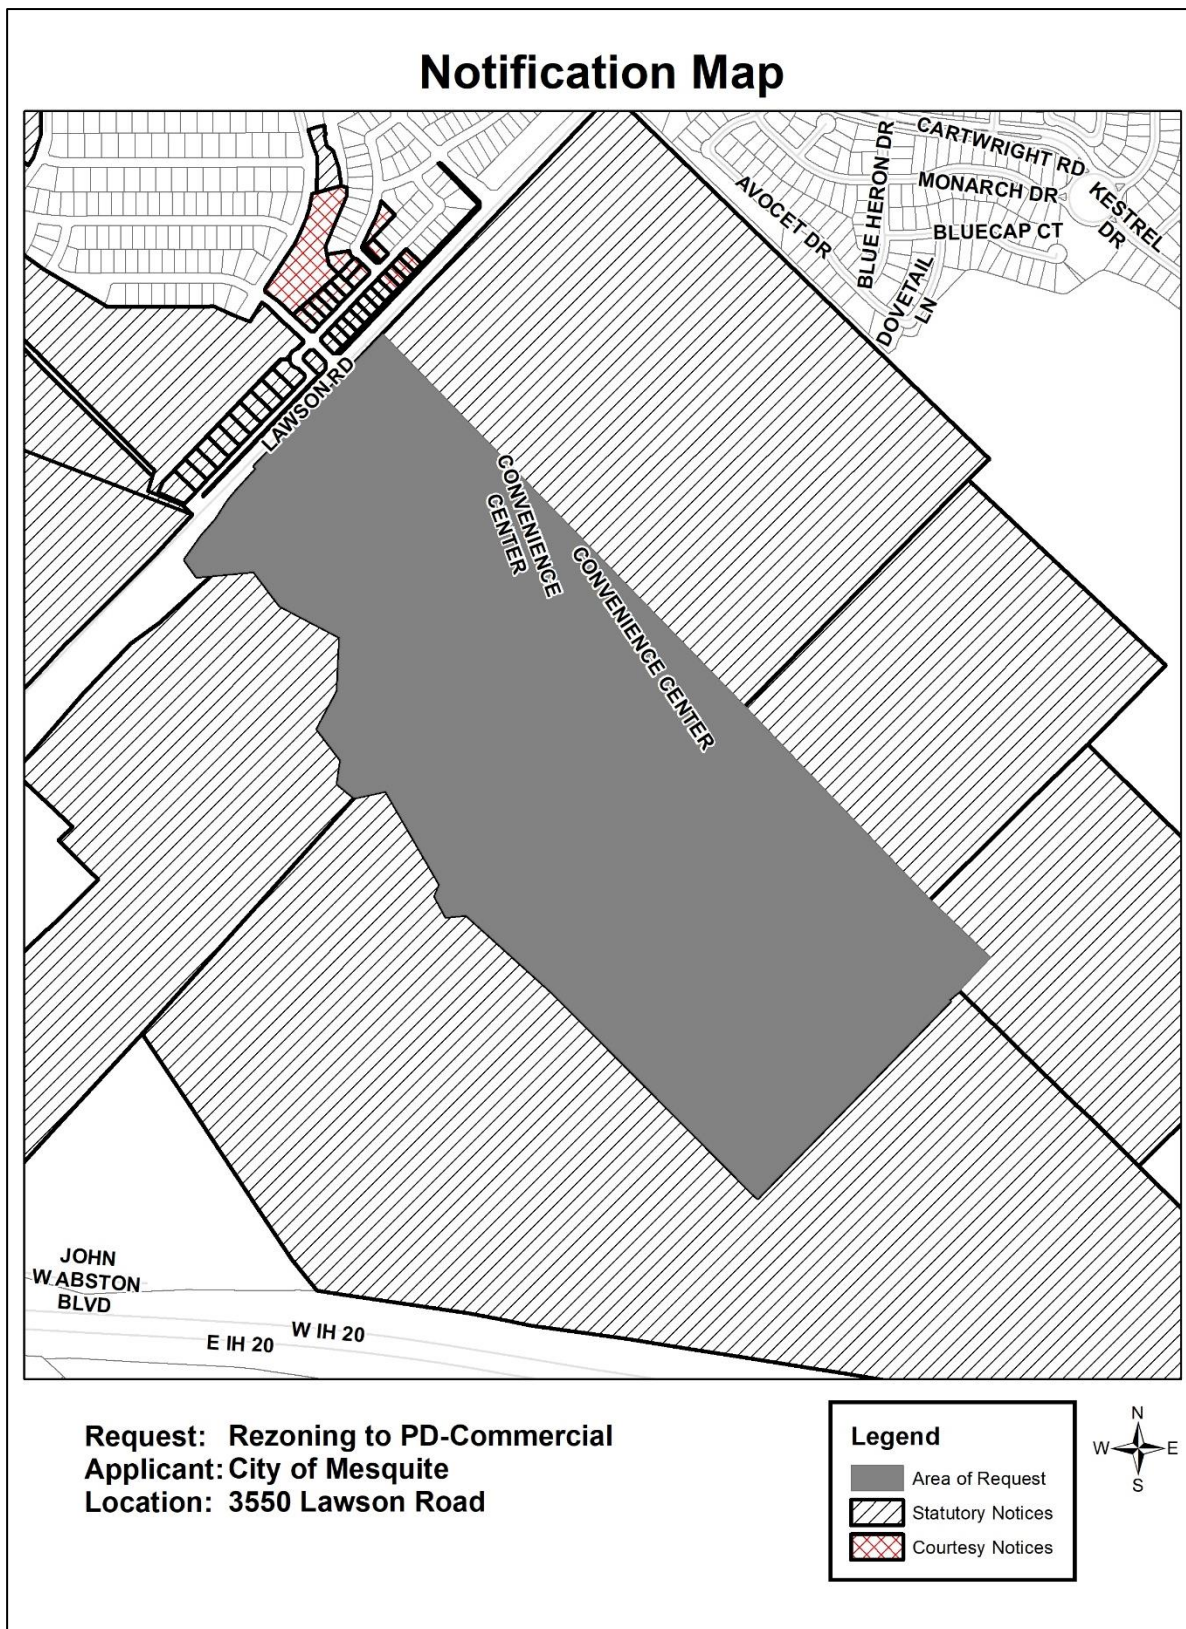 Notification Map
CARTWRIGHT RD
BLUE HERON DR
MONARCH DR
KESTREL
DR
AVOCET DR
BLUECAP CT
DOVETAIL
LN
LAWSON RD
CONVENIENCE
CENTER
CONVENIENCE CENTER
JOHN
W ABSTON
BLVD
W IH 20
E IH 20
Request: Rezoning to PD-Commercial
Applicant: City of Mesquite
Location: 3550 Lawson Road
Legend
Area of Request
Statutory Notices
Courtesy Notices
N
W E
S